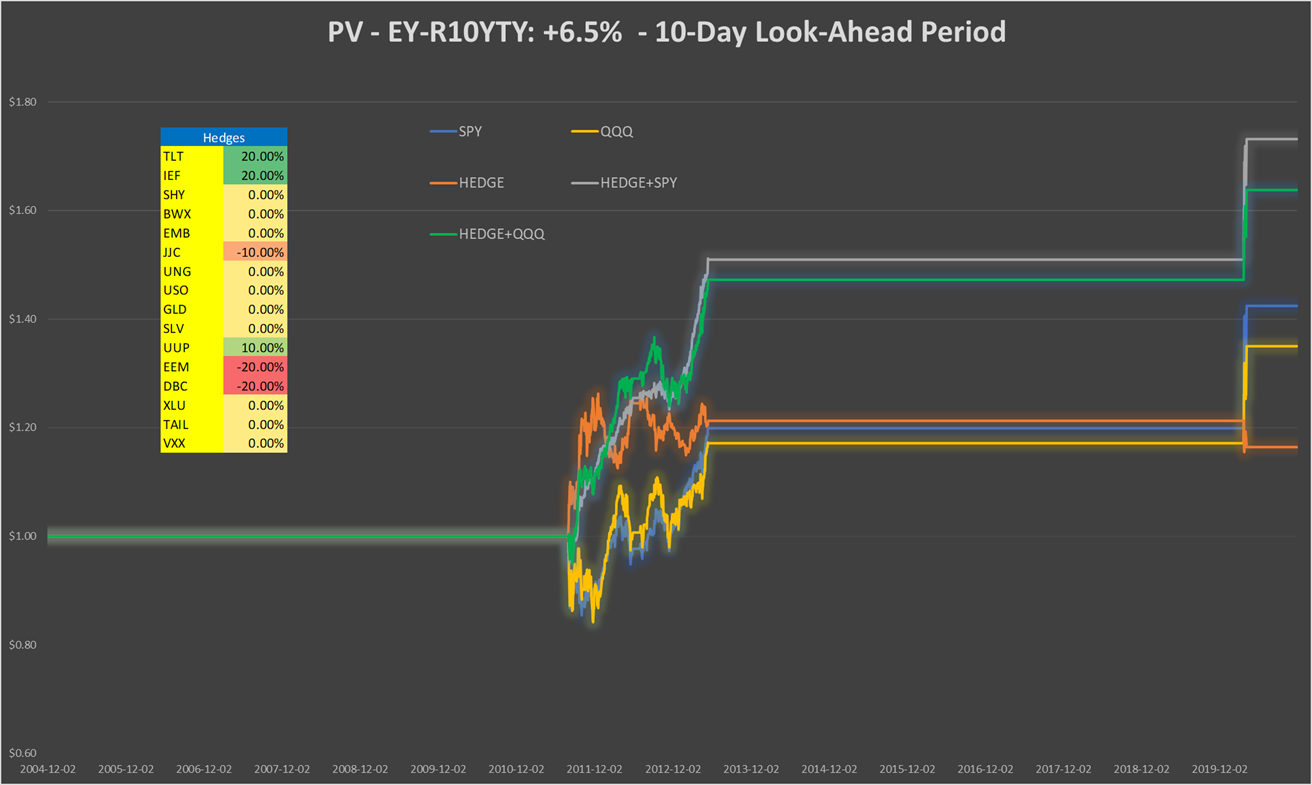 PV - EY-R10YTY: +6.5%  - 10-Day Look-Ahead Period
$1.80
$1.60
$1.40
$1.20
$1.00
$0.80
$0.60
Hedges
TLT 20.00%
IEF 20.00%
SHY 0.00%
BWX 0.00%
EMB 0.00%
JJC -10.00%
UNG 0.00%
USO 0.00%
GLD 0.00%
SLV 0.00%
UUP 10.00%
EEM -20.00%
DBC -20.00%
XLU 0.00%
TAIL 0.00%
VXX 0.00%
SPY QQQ
HEDGE HEDGE+SPY
HEDGE+QQQ
2004-12-02 2005-12-02 2006-12-02 2007-12-02 2008-12-02 2009-12-02 2010-12-02 2011-12-02 2012-12-02 2013-12-02 2014-12-02 2015-12-02 2016-12-02 2017-12-02 2018-12-02 2019-12-02